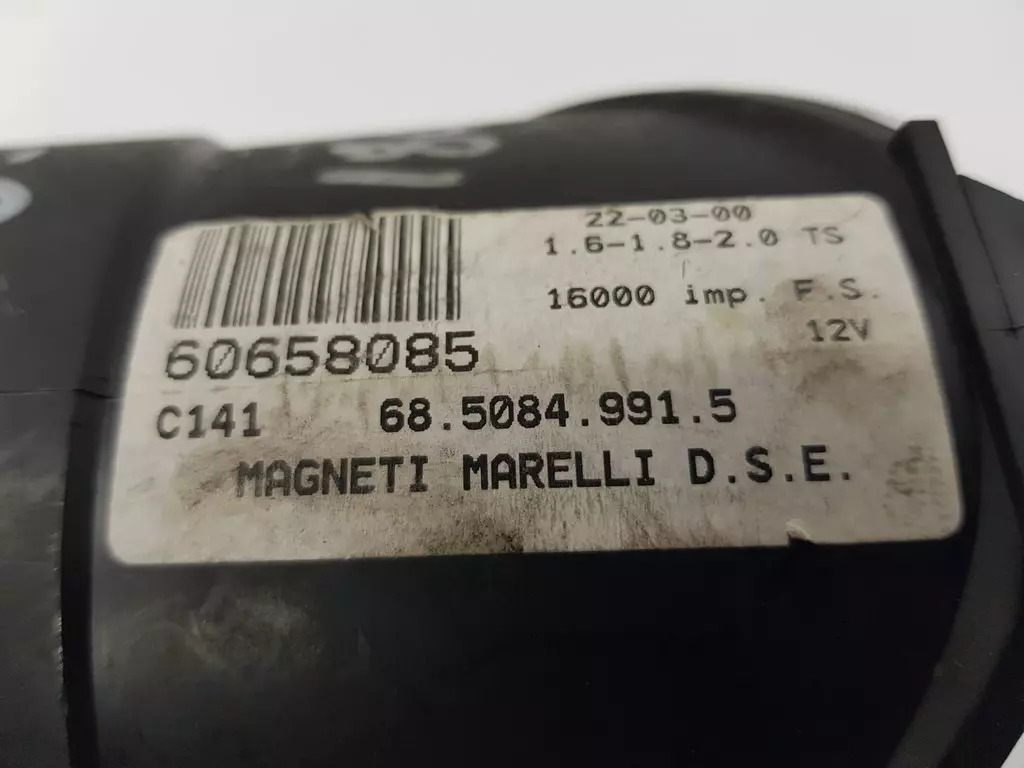 22-03-00
1.6-1.8-2.0 TS
16000 imp. F.S.
12V
60658085
C141 68.5084.991.5
MAGNETI MARELLI D.S.E.